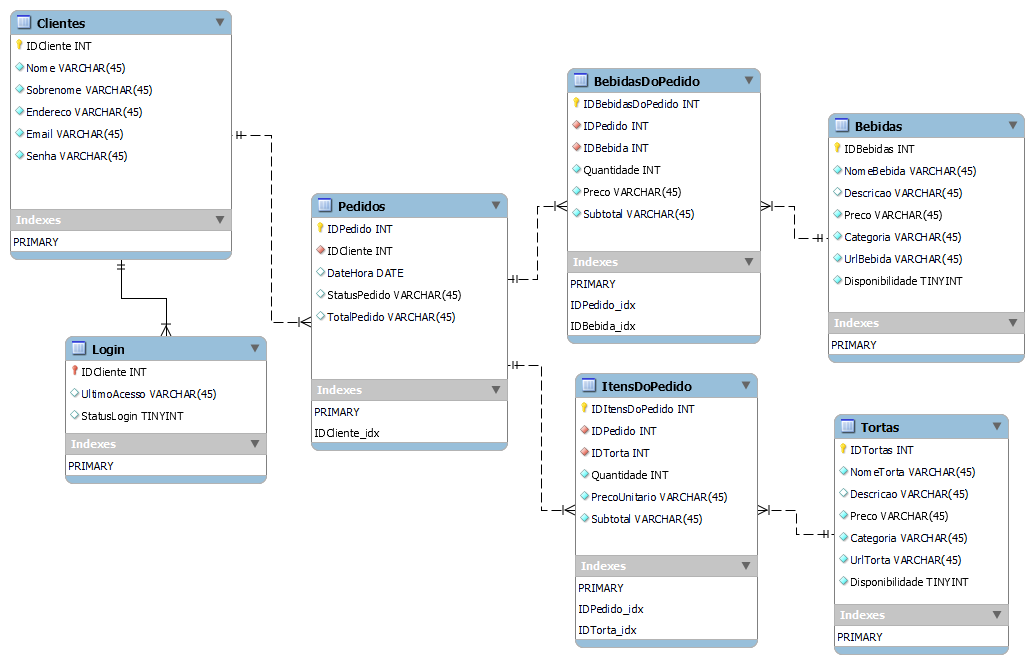 Clientes
IDCliente INT
Nome VARCHAR(45)
Sobrenome VARCHAR(45)
Endereco VARCHAR(45)
Email VARCHAR(45)
Senha VARCHAR(45)
Indexes
PRIMARY
Login
IDCliente INT
UltimoAcesso VARCHAR(45)
StatusLogin TINYINT
Indexes
PRIMARY
Pedidos
IDPedido INT
IDCliente INT
DateHora DATE
StatusPedido VARCHAR(45)
TotalPedido VARCHAR(45)
Indexes
PRIMARY
IDCliente_idx
BebidasDoPedido
IDBebidasDoPedido INT
IDPedido INT
IDBebida INT
Quantidade INT
Preco VARCHAR(45)
Subtotal VARCHAR(45)
Indexes
PRIMARY
IDPedido_idx
IDBebida_idx
ItensDoPedido
IDItensDoPedido INT
IDPedido INT
IDTorta INT
Quantidade INT
PrecoUnitario VARCHAR(45)
Subtotal VARCHAR(45)
Indexes
PRIMARY
IDPedido_idx
IDTorta_idx
Bebidas
IDBebidas INT
NomeBebida VARCHAR(45)
Descricao VARCHAR(45)
Preco VARCHAR(45)
Categoria VARCHAR(45)
UrlBebida VARCHAR(45)
Disponibilidade TINYINT
Indexes
PRIMARY
Tortas
IDTortas INT
NomeTorta VARCHAR(45)
Descricao VARCHAR(45)
Preco VARCHAR(45)
Categoria VARCHAR(45)
UrlTorta VARCHAR(45)
Disponibilidade TINYINT
Indexes
PRIMARY